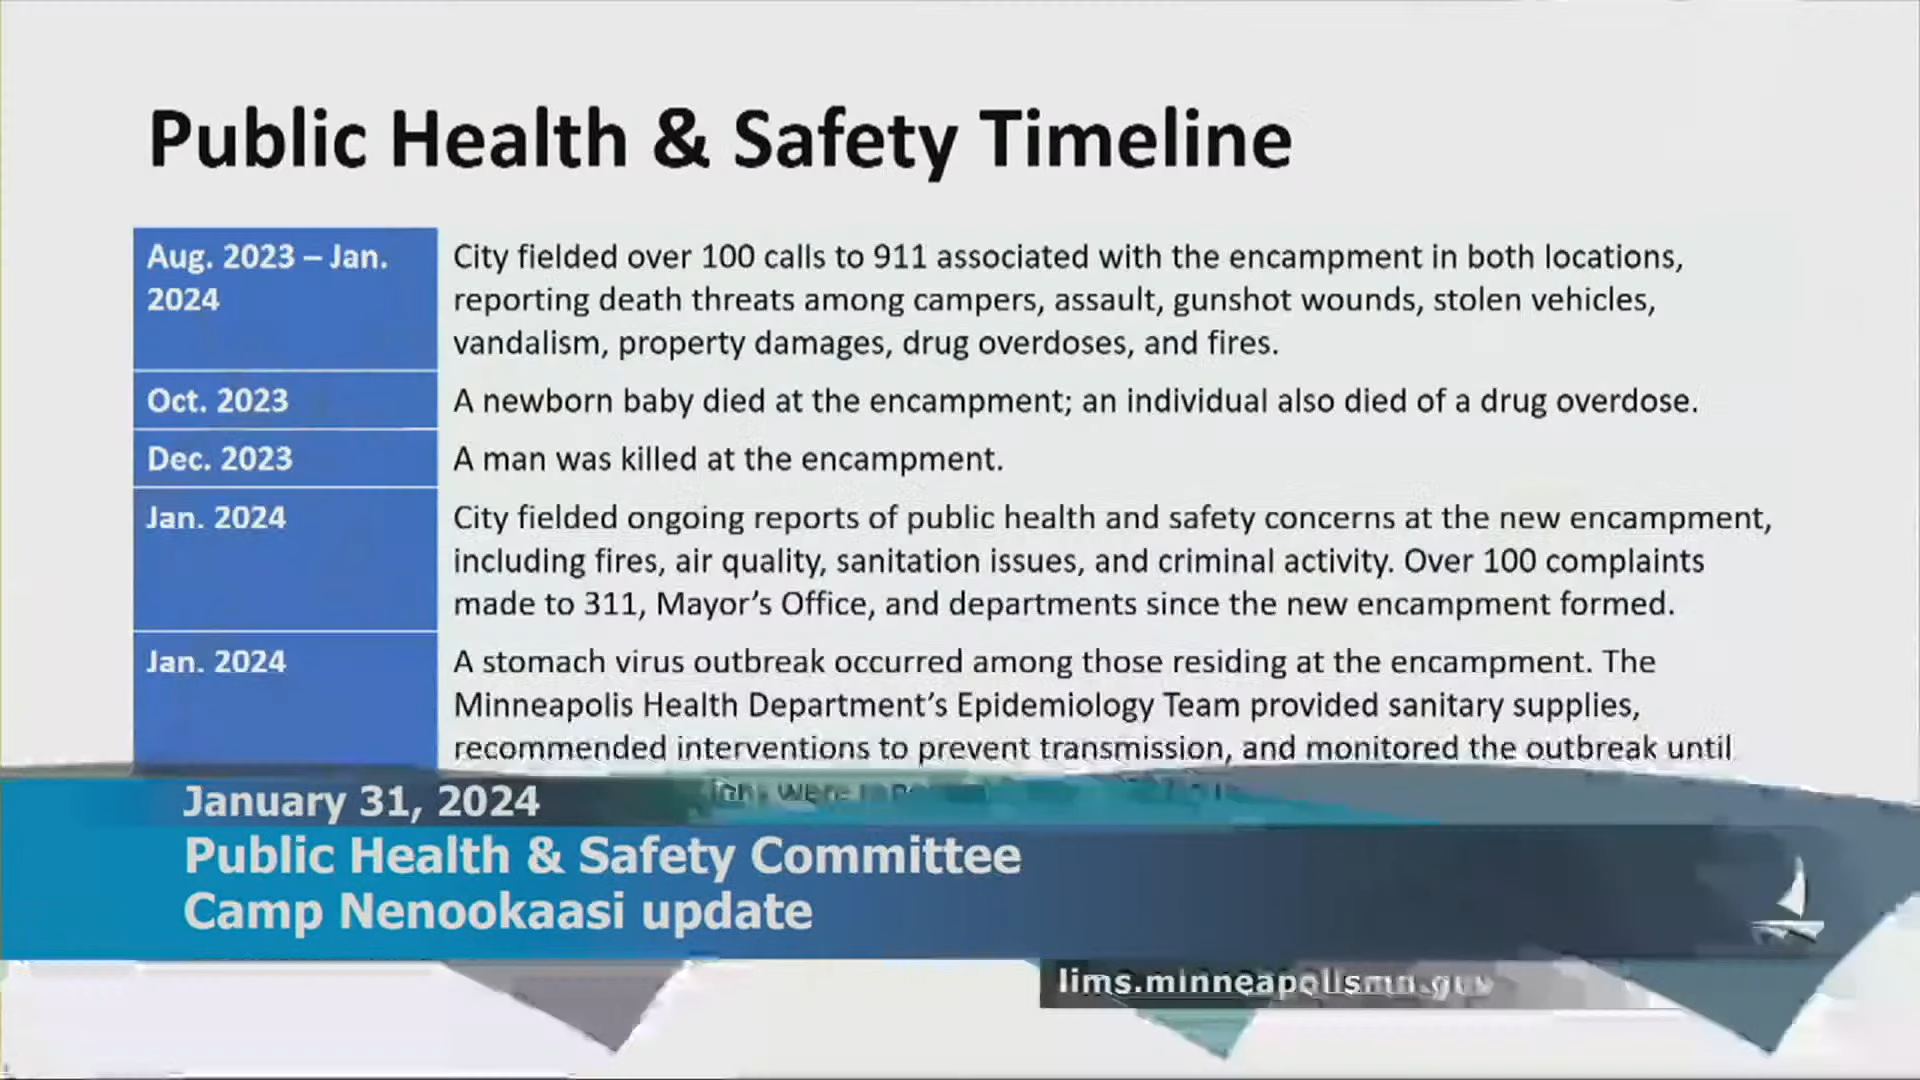 Public Health & Safety Timeline
Aug. 2023 – Jan.
2024
City fielded over 100 calls to 911 associated with the encampment in both locations,
reporting death threats among campers, assault, gunshot wounds, stolen vehicles,
vandalism, property damages, drug overdoses, and fires.
Oct. 2023
A newborn baby died at the encampment; an individual also died of a drug overdose.
Dec. 2023
A man was killed at the encampment.
Jan. 2024
City fielded ongoing reports of public health and safety concerns at the new encampment,
including fires, air quality, sanitation issues, and criminal activity. Over 100 complaints
made to 311, Mayor's Office, and departments since the new encampment formed.
Jan. 2024
A stomach virus outbreak occurred among those residing at the encampment. The
Minneapolis Health Department's Epidemiology Team provided sanitary supplies,
recommended interventions to prevent transmission, and monitored the outbreak until
were
January 31, 2024
Public Health & Safety Committee
Camp Nenookaasi update
lims.minneapolismn.gov